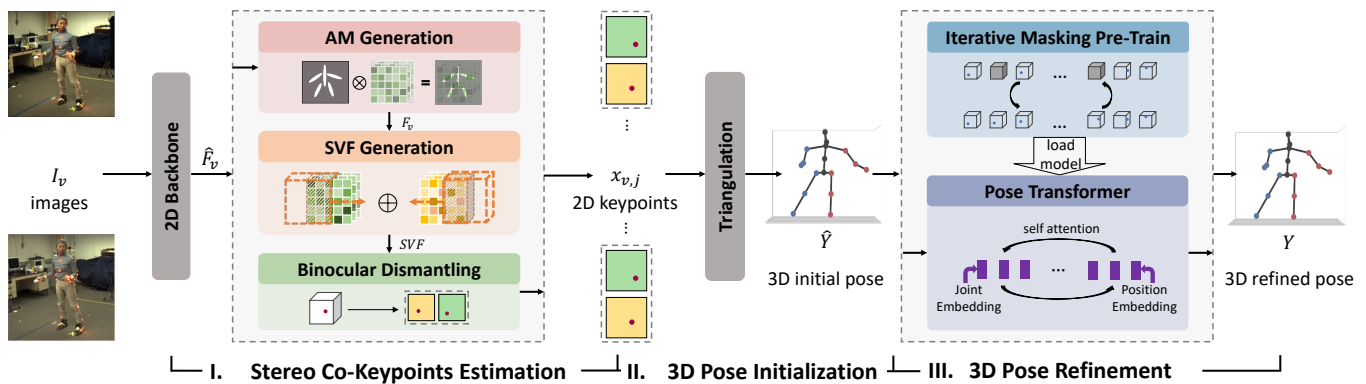 I_v
images
2D Backbone
F̂_v
AM Generation
⊗ =
F_v
SVF Generation
⊕
SVF
Binocular Dismantling
⋮
x_{v,j}
2D keypoints
⋮
Triangulation
Ŷ
3D initial pose
Iterative Masking Pre-Train
...
load
model
Pose Transformer
self attention
...
Joint
Embedding
Position
Embedding
Y
3D refined pose
I. Stereo Co-Keypoints Estimation
II. 3D Pose Initialization
III. 3D Pose Refinement